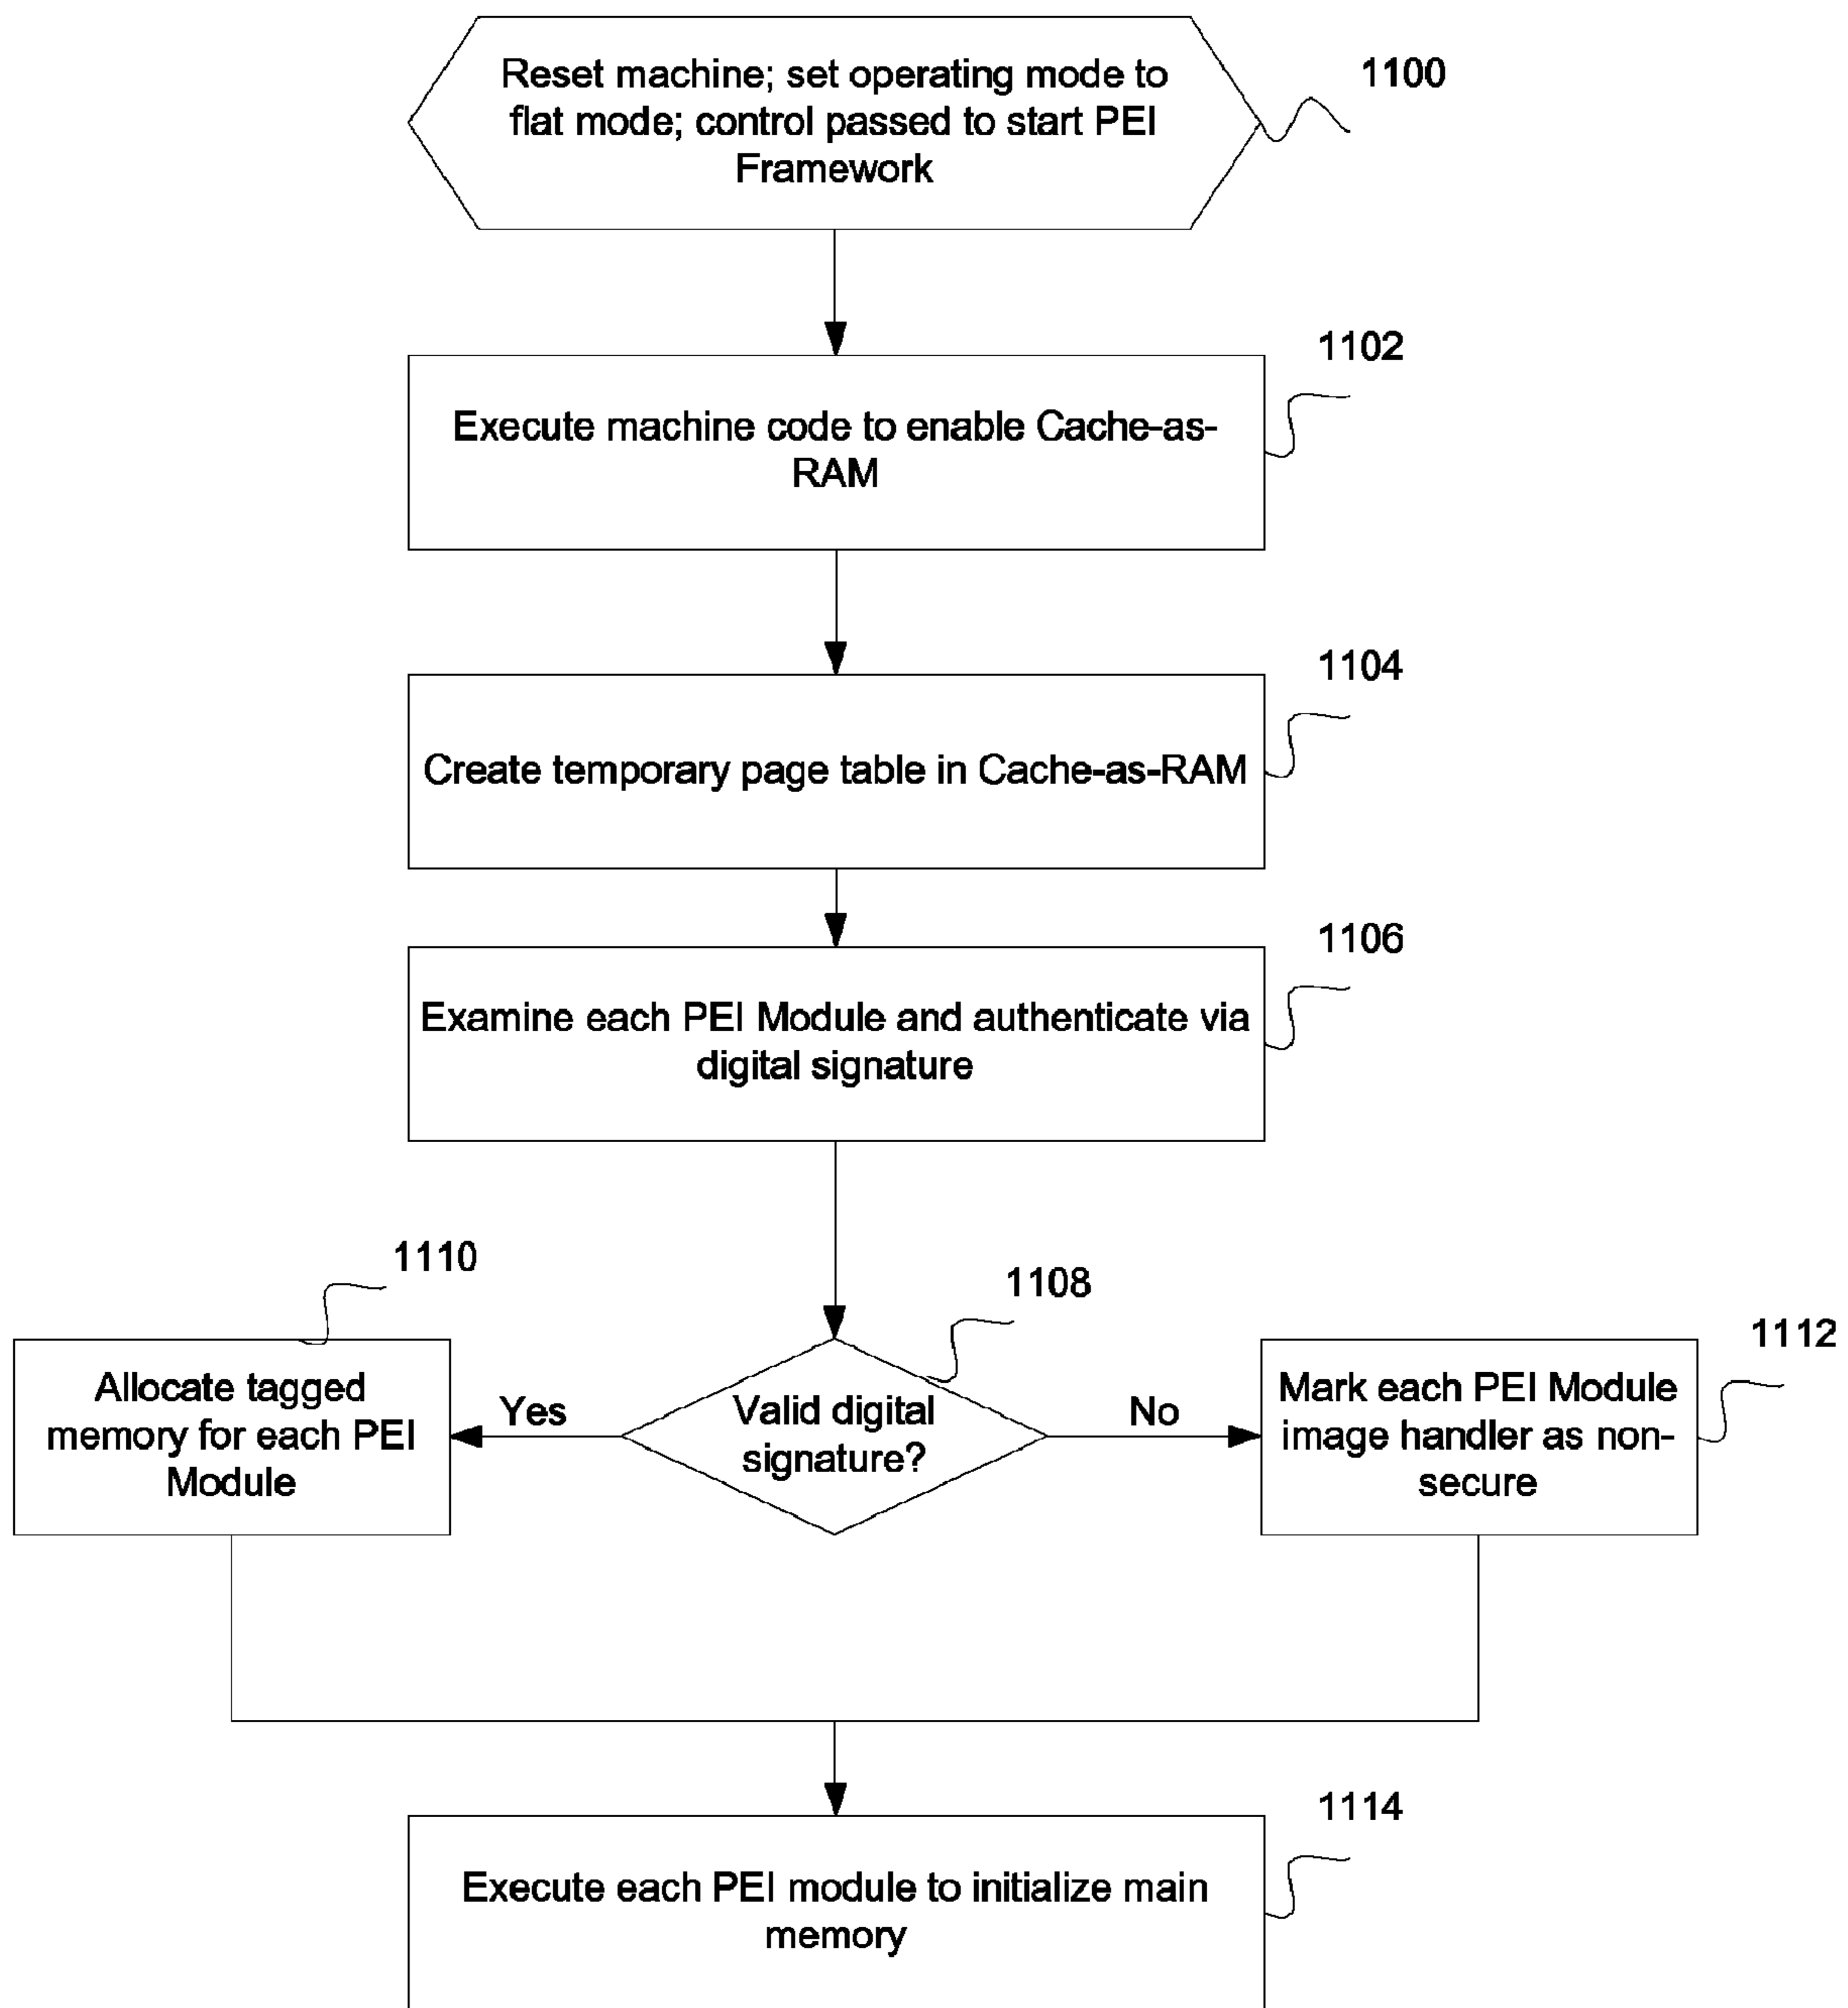 Reset machine; set operating mode to
flat mode; control passed to start PEI
Framework
1100
1102
Execute machine code to enable Cache-as-
RAM
1104
Create temporary page table in Cache-as-RAM
1106
Examine each PEI Module and authenticate via
digital signature
1110
1108
1112
Allocate tagged
memory for each PEI
Module
Yes
Valid digital
signature?
No
Mark each PEI Module
image handler as non-
secure
1114
Execute each PEI module to initialize main
memory